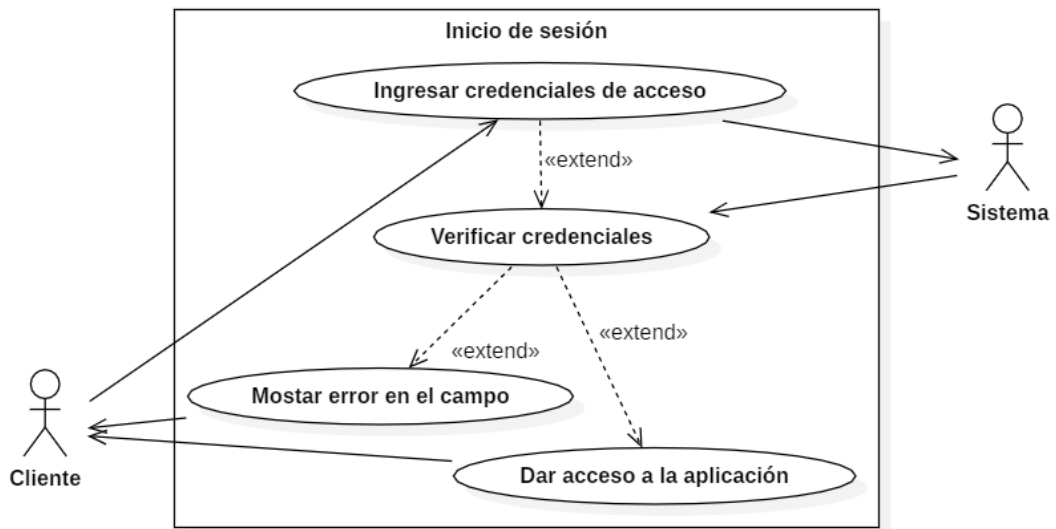 Inicio de sesión
Ingresar credenciales de acceso
«extend»
Sistema
Verificar credenciales
«extend»
«extend»
Mostar error en el campo
Cliente
Dar acceso a la aplicación